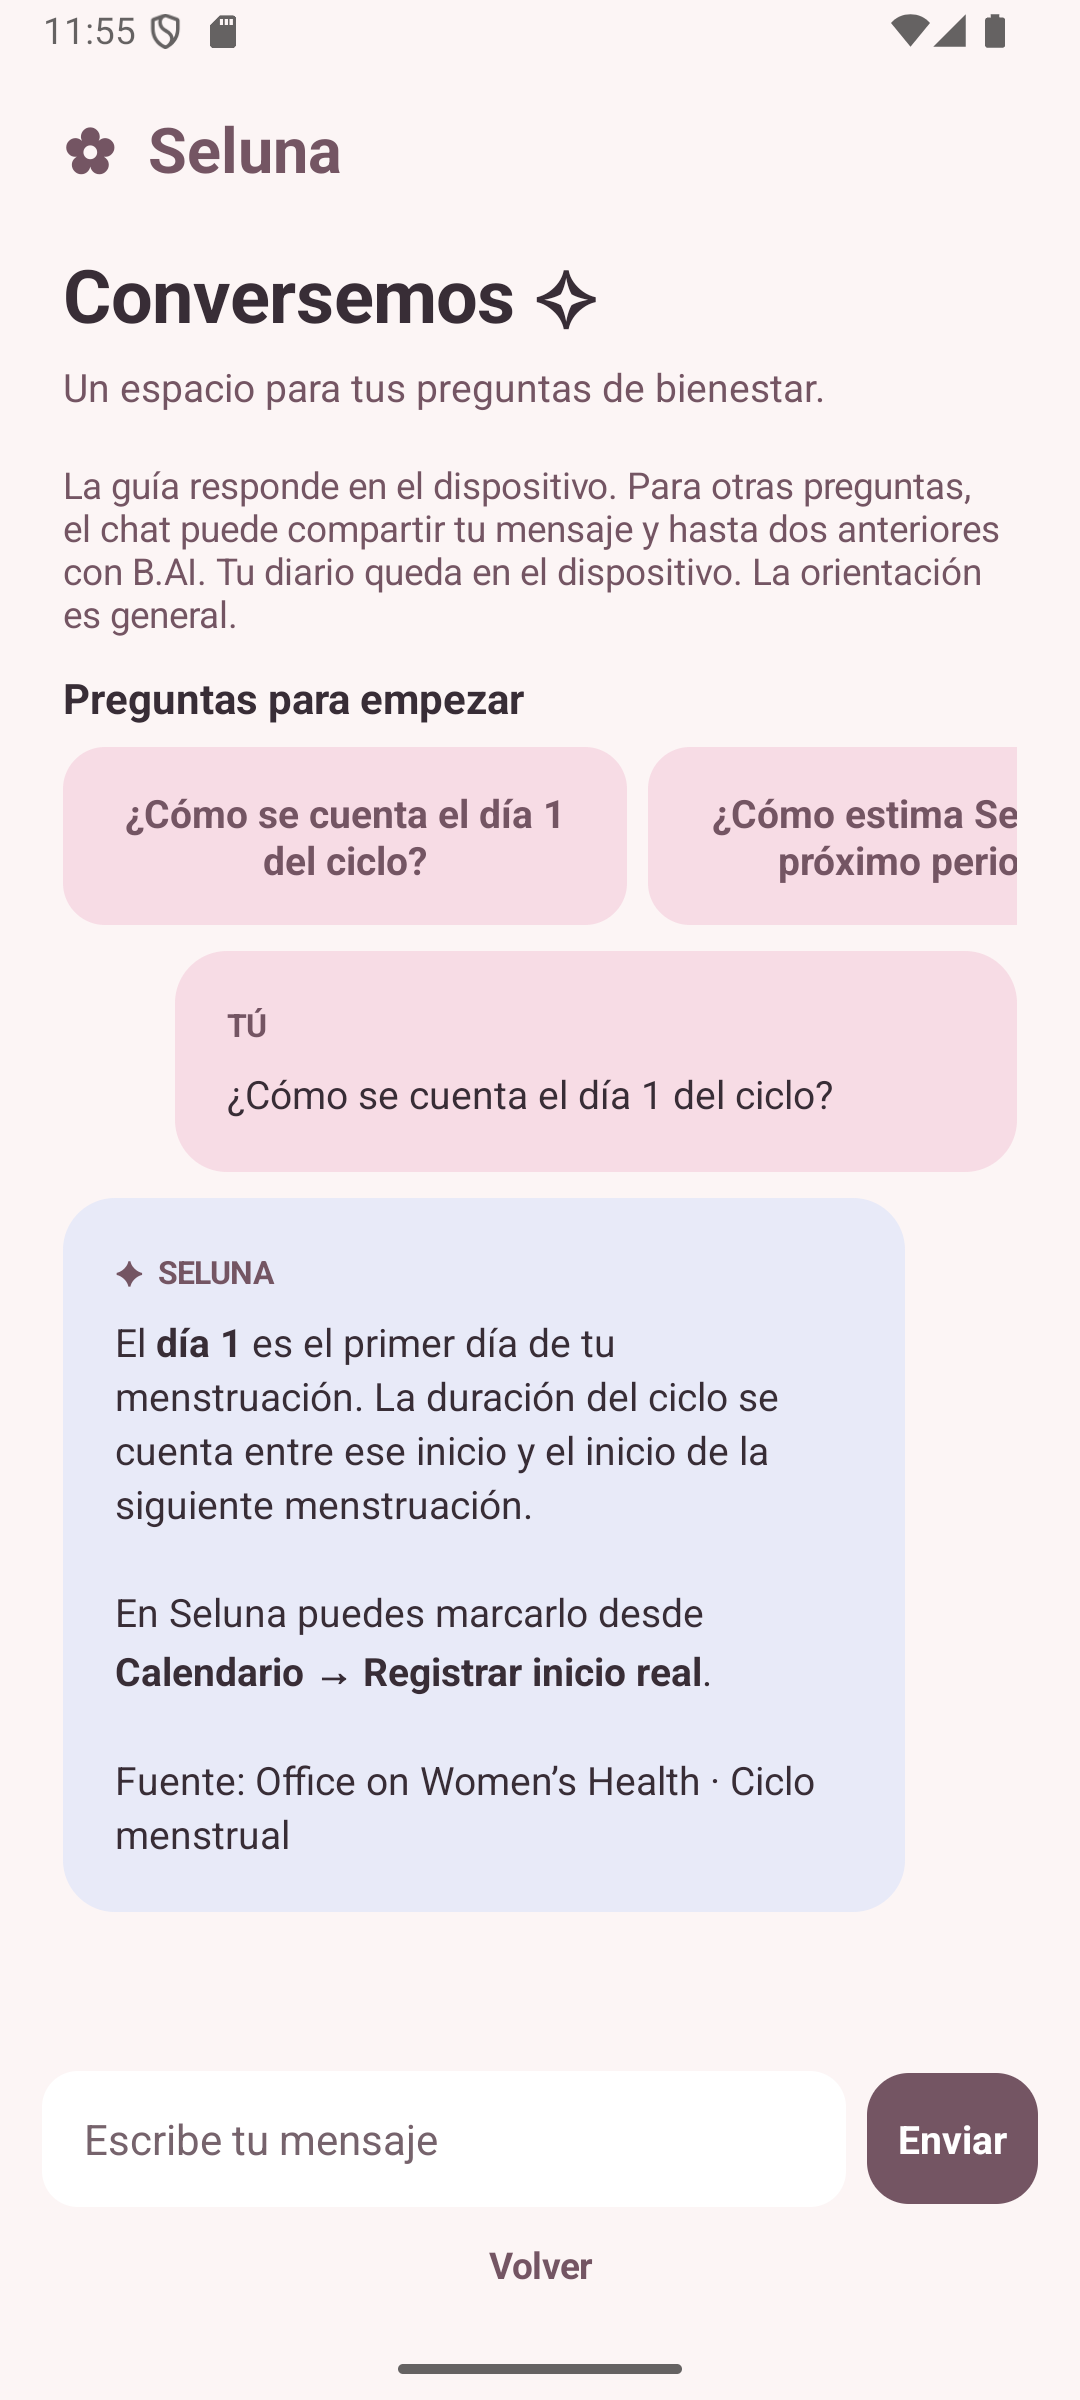 11:55
Seluna
Conversemos
Un espacio para tus preguntas de bienestar.
La guía responde en el dispositivo. Para otras preguntas,
el chat puede compartir tu mensaje y hasta dos anteriores
con B.AI. Tu diario queda en el dispositivo. La orientación
es general.
Preguntas para empezar
¿Cómo se cuenta el día 1
del ciclo?
¿Cómo estima Se
próximo perio
TÚ
¿Cómo se cuenta el día 1 del ciclo?
SELUNA
El día 1 es el primer día de tu
menstruación. La duración del ciclo se
cuenta entre ese inicio y el inicio de la
siguiente menstruación.
En Seluna puedes marcarlo desde
Calendario → Registrar inicio real.
Fuente: Office on Women’s Health · Ciclo
menstrual
Escribe tu mensaje
Enviar
Volver